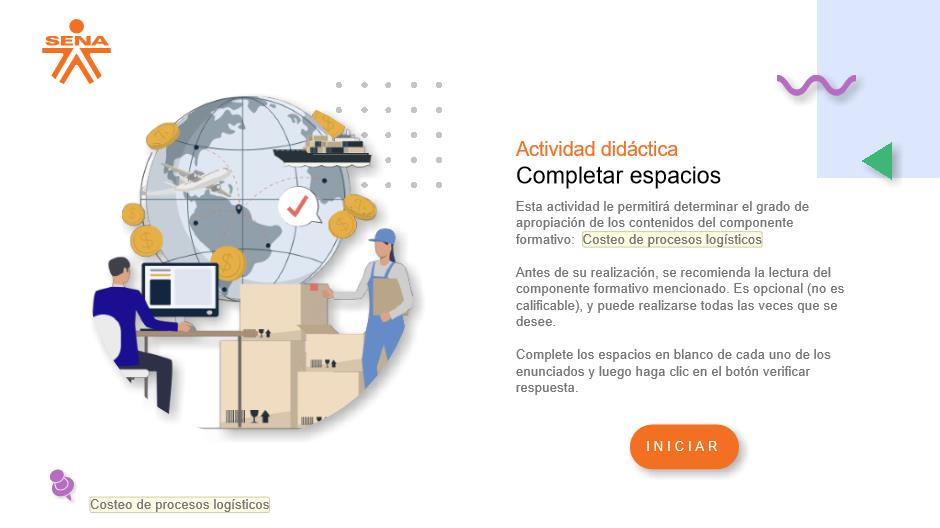 SENA
Actividad didáctica
Completar espacios
Esta actividad le permitirá determinar el grado de
apropiación de los contenidos del componente
formativo: Costeo de procesos logísticos
Antes de su realización, se recomienda la lectura del
componente formativo mencionado. Es opcional (no es
calificable), y puede realizarse todas las veces que se
desee.
Complete los espacios en blanco de cada uno de los
enunciados y luego haga clic en el botón verificar
respuesta.
INICIAR
Costeo de procesos logísticos